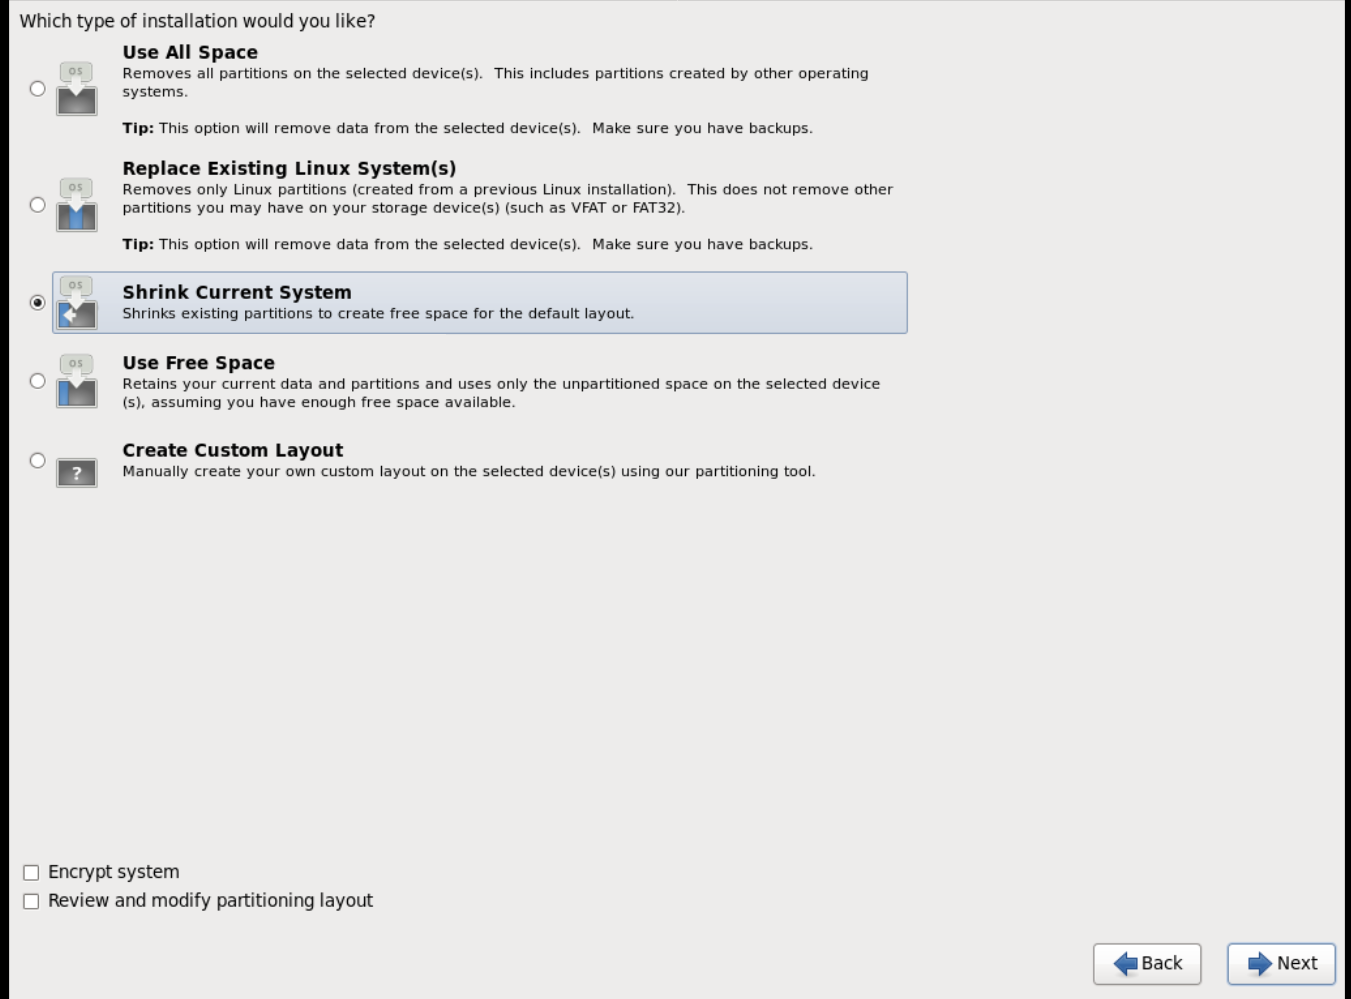 Which type of installation would you like?
OS
Use All Space
Removes all partitions on the selected device(s).  This includes partitions created by other operating
systems.
Tip: This option will remove data from the selected device(s).  Make sure you have backups.
OS
Replace Existing Linux System(s)
Removes only Linux partitions (created from a previous Linux installation).  This does not remove other
partitions you may have on your storage device(s) (such as VFAT or FAT32).
Tip: This option will remove data from the selected device(s).  Make sure you have backups.
OS
Shrink Current System
Shrinks existing partitions to create free space for the default layout.
OS
Use Free Space
Retains your current data and partitions and uses only the unpartitioned space on the selected device
(s), assuming you have enough free space available.
?
Create Custom Layout
Manually create your own custom layout on the selected device(s) using our partitioning tool.
Encrypt system
Review and modify partitioning layout
Back
Next